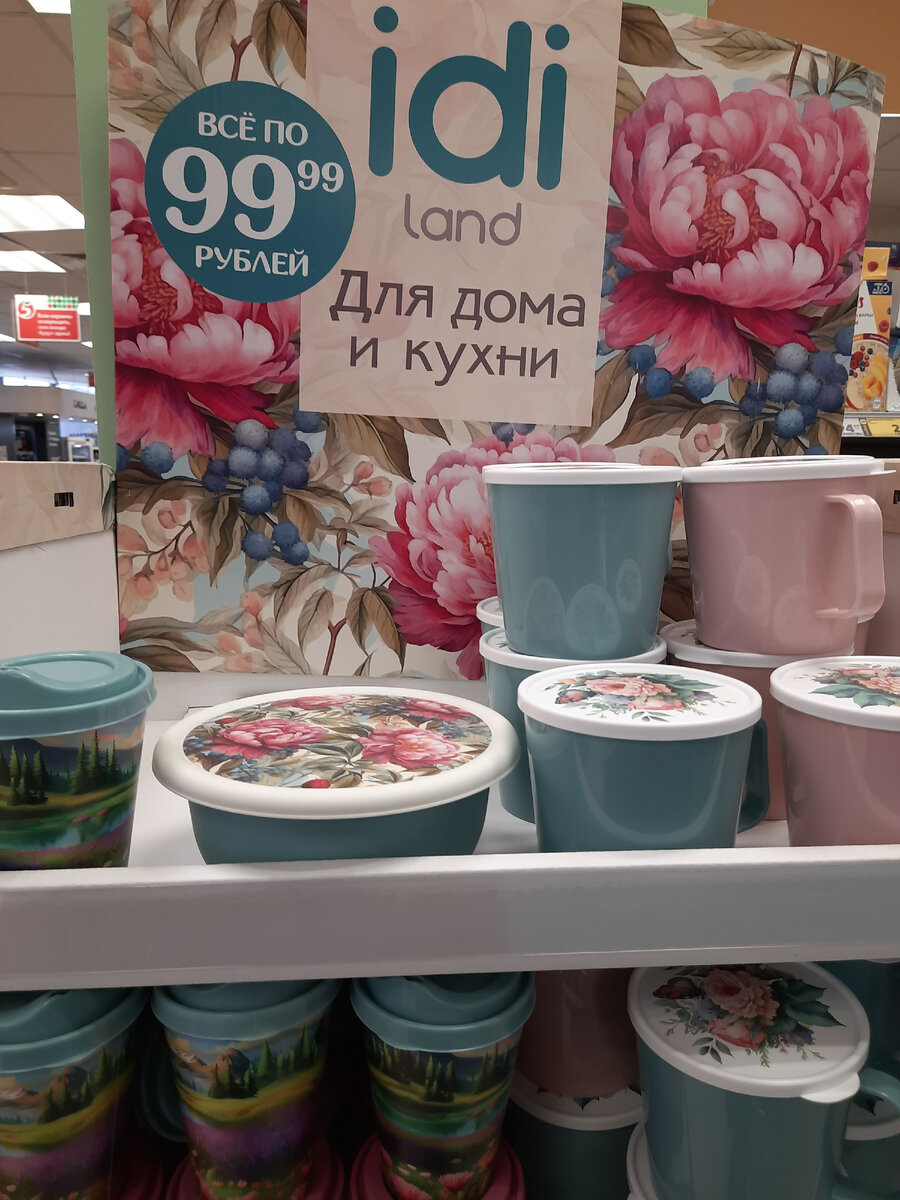 ВСЁ ПО
99⁹⁹
РУБЛЕЙ
idi
land
Для дома
и кухни